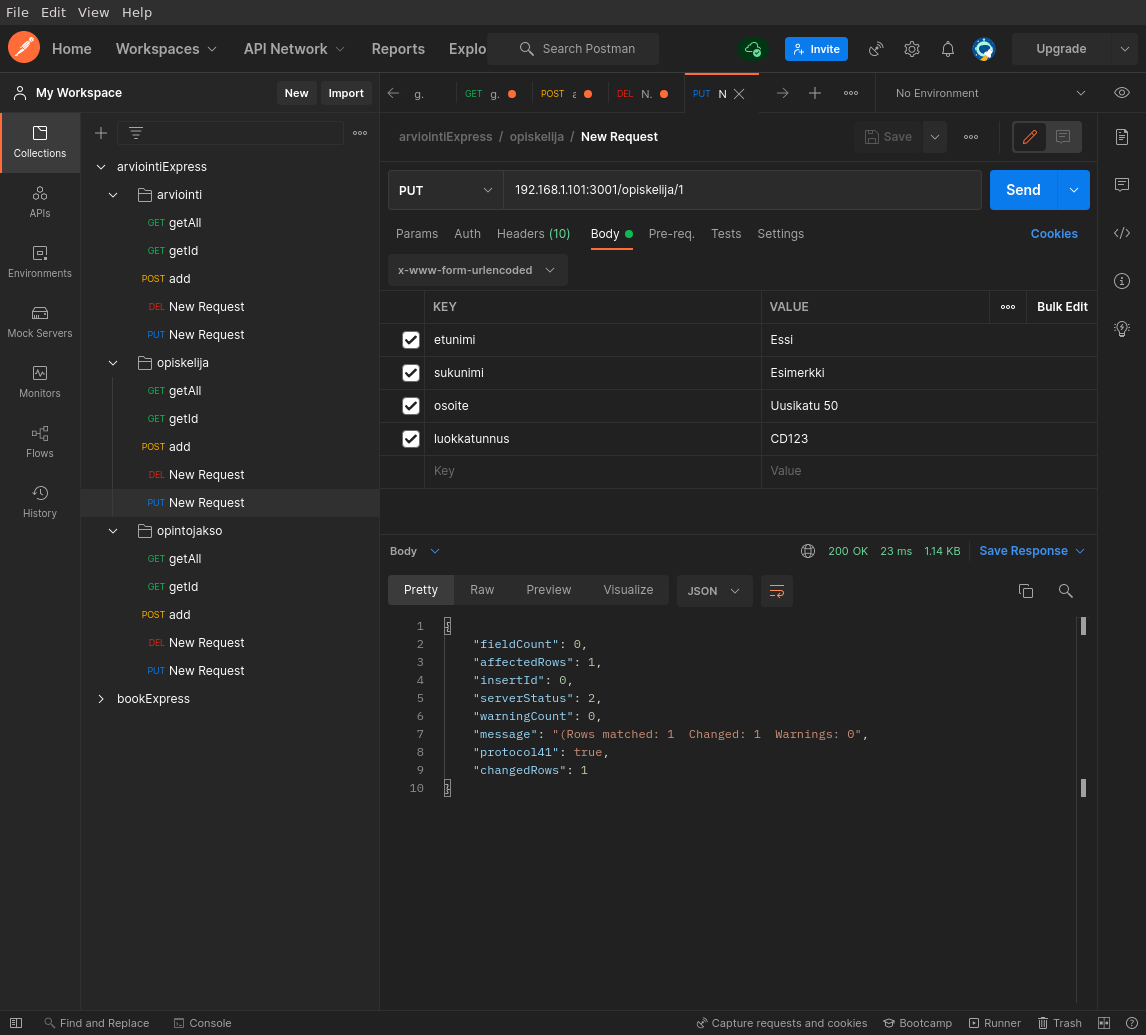 File Edit View Help
Home Workspaces API Network Reports Explo Search Postman Invite Upgrade
My Workspace New Import
g. GET g. POST a DEL N. PUT N No Environment
Collections
APIs
Environments
Mock Servers
Monitors
Flows
History
arviointiExpress
arviointi
GET getAll
GET getId
POST add
DEL New Request
PUT New Request
opiskelija
GET getAll
GET getId
POST add
DEL New Request
PUT New Request
opintojakso
GET getAll
GET getId
POST add
DEL New Request
PUT New Request
bookExpress
arviointiExpress / opiskelija / New Request Save
PUT 192.168.1.101:3001/opiskelija/1 Send
Params Auth Headers (10) Body Pre-req. Tests Settings Cookies
x-www-form-urlencoded
KEY VALUE Bulk Edit
etunimi Essi
sukunimi Esimerkki
osoite Uusikatu 50
luokkatunnus CD123
Key Value
Body 200 OK 23 ms 1.14 KB Save Response
Pretty Raw Preview Visualize JSON
1 {
2 "fieldCount": 0,
3 "affectedRows": 1,
4 "insertId": 0,
5 "serverStatus": 2,
6 "warningCount": 0,
7 "message": "(Rows matched: 1  Changed: 1  Warnings: 0",
8 "protocol41": true,
9 "changedRows": 1
10 }
Find and Replace Console Capture requests and cookies Bootcamp Runner Trash